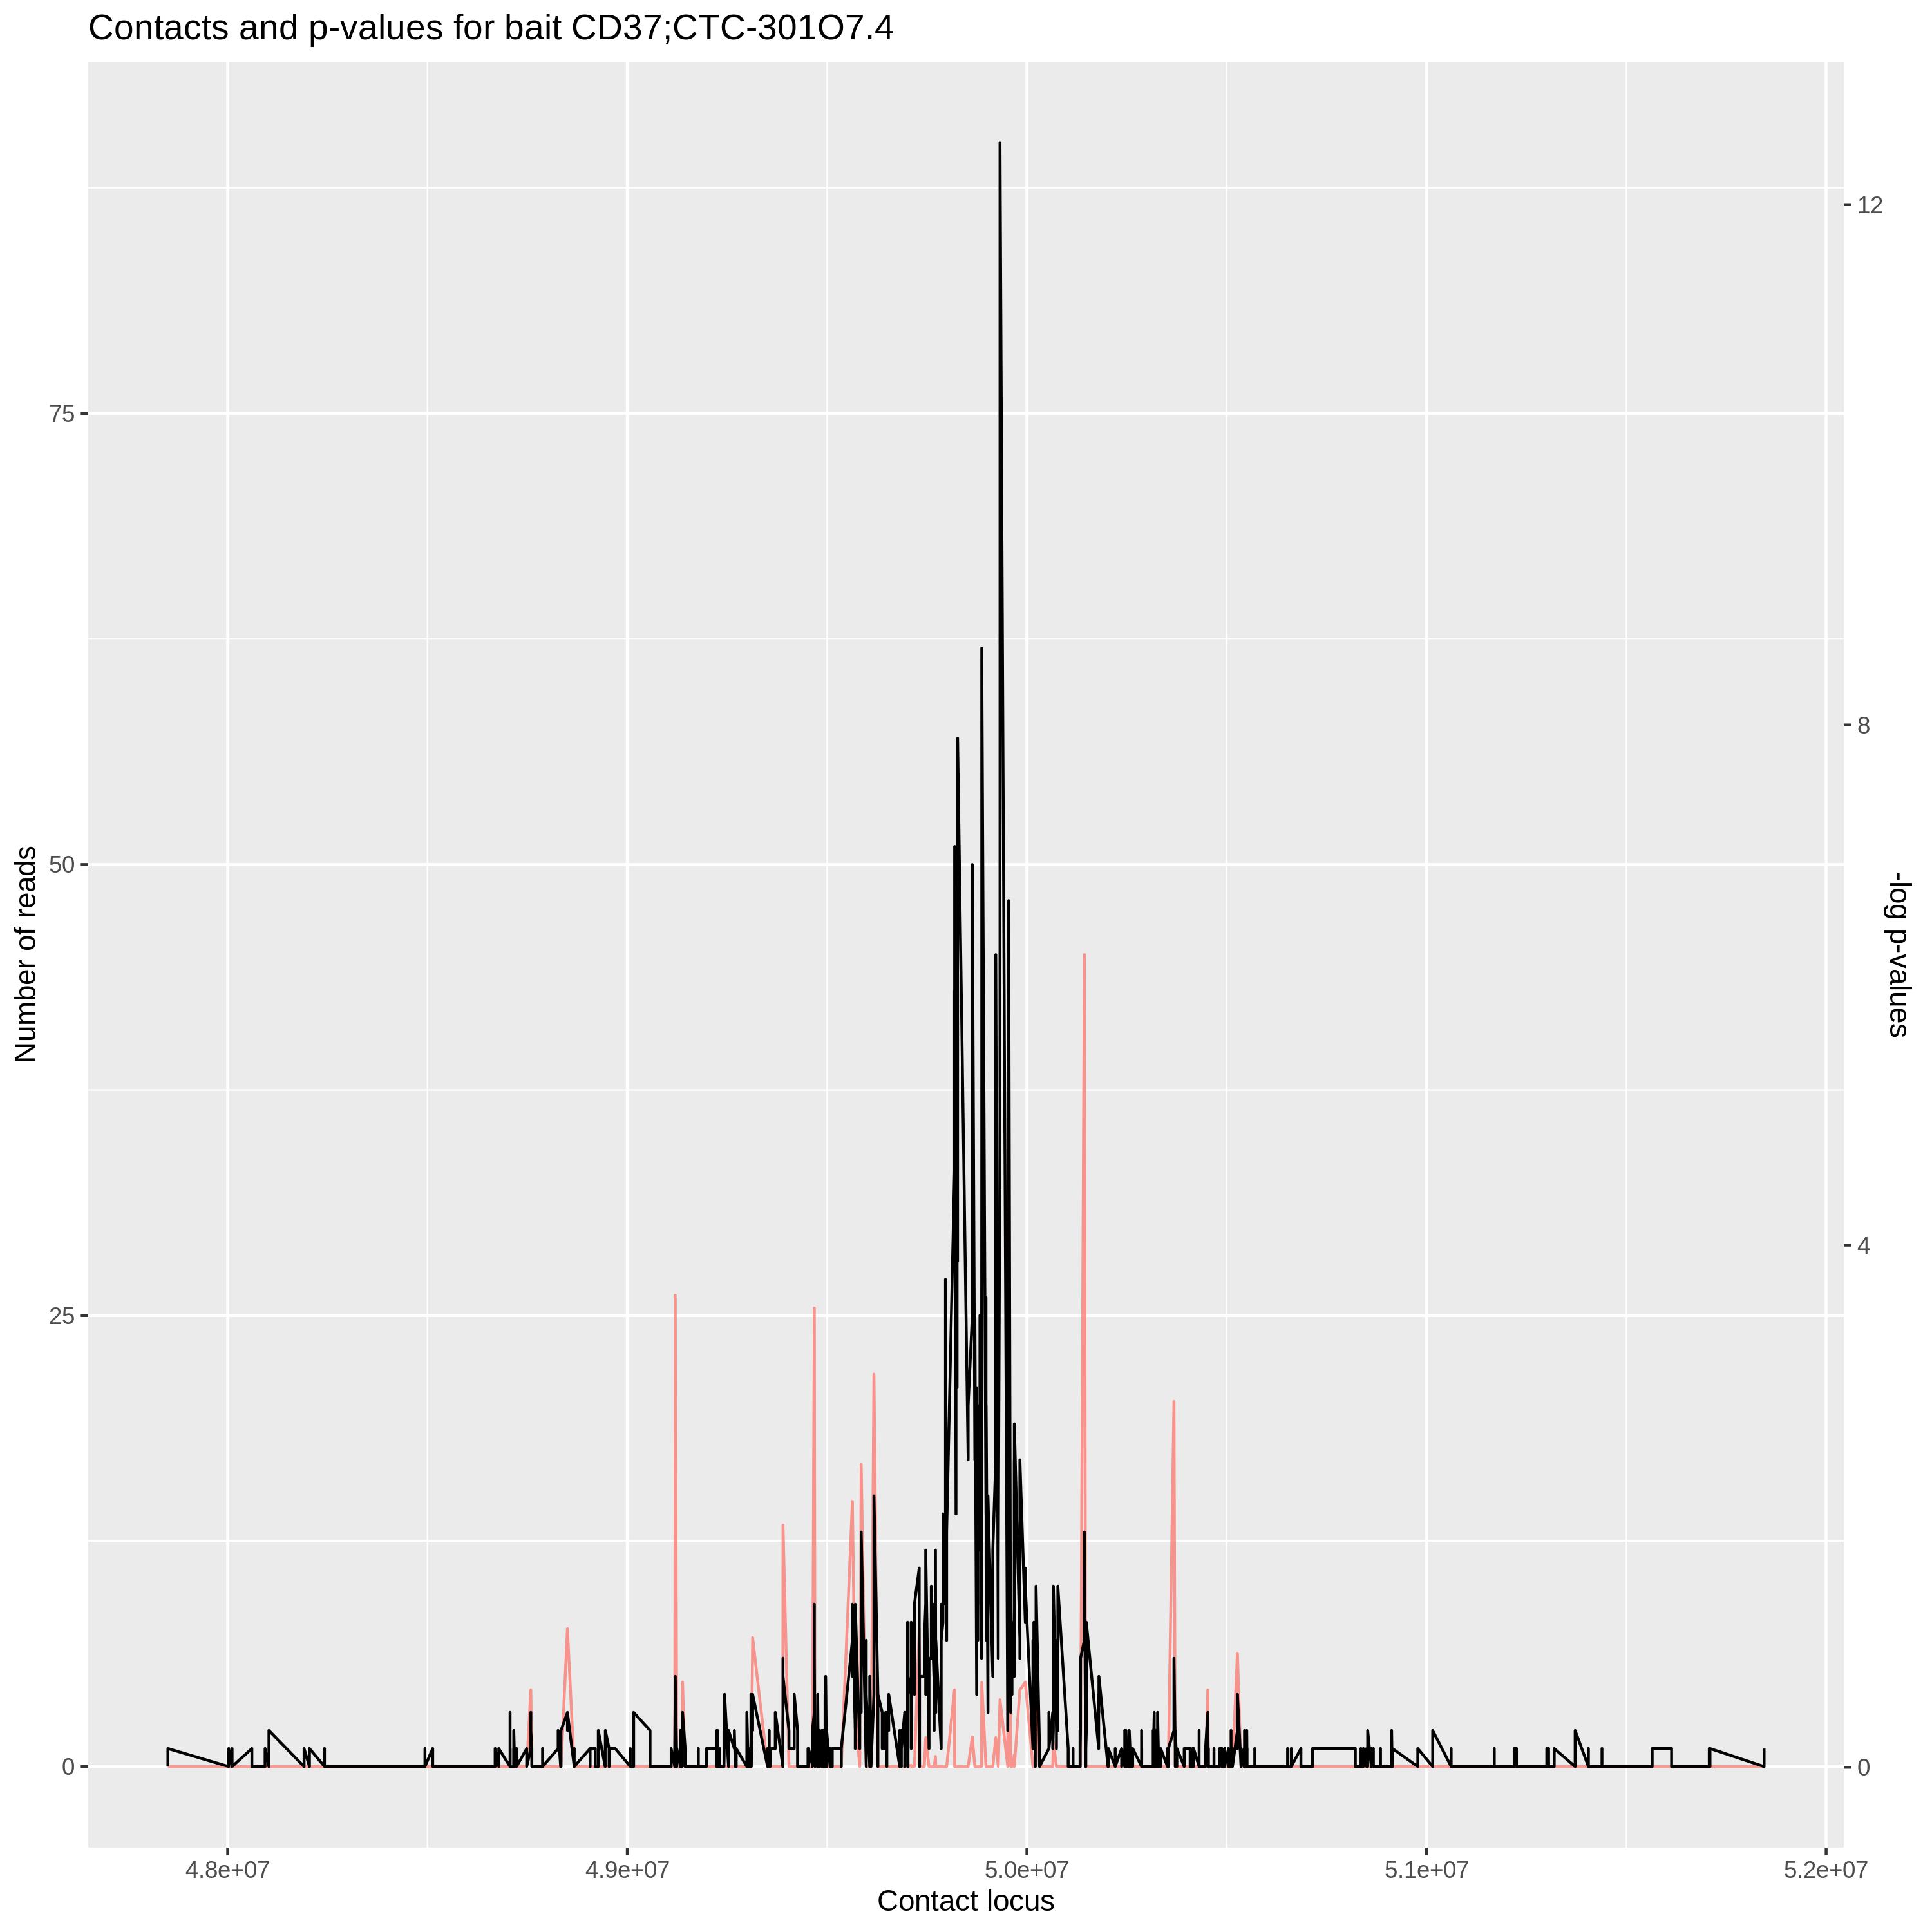 Contacts and p-values for bait CD37;CTC-301O7.4
12
75
8
50
Number of reads
-log p-values
4
25
0
0
4.8e+07 4.9e+07 5.0e+07 5.1e+07 5.2e+07
Contact locus